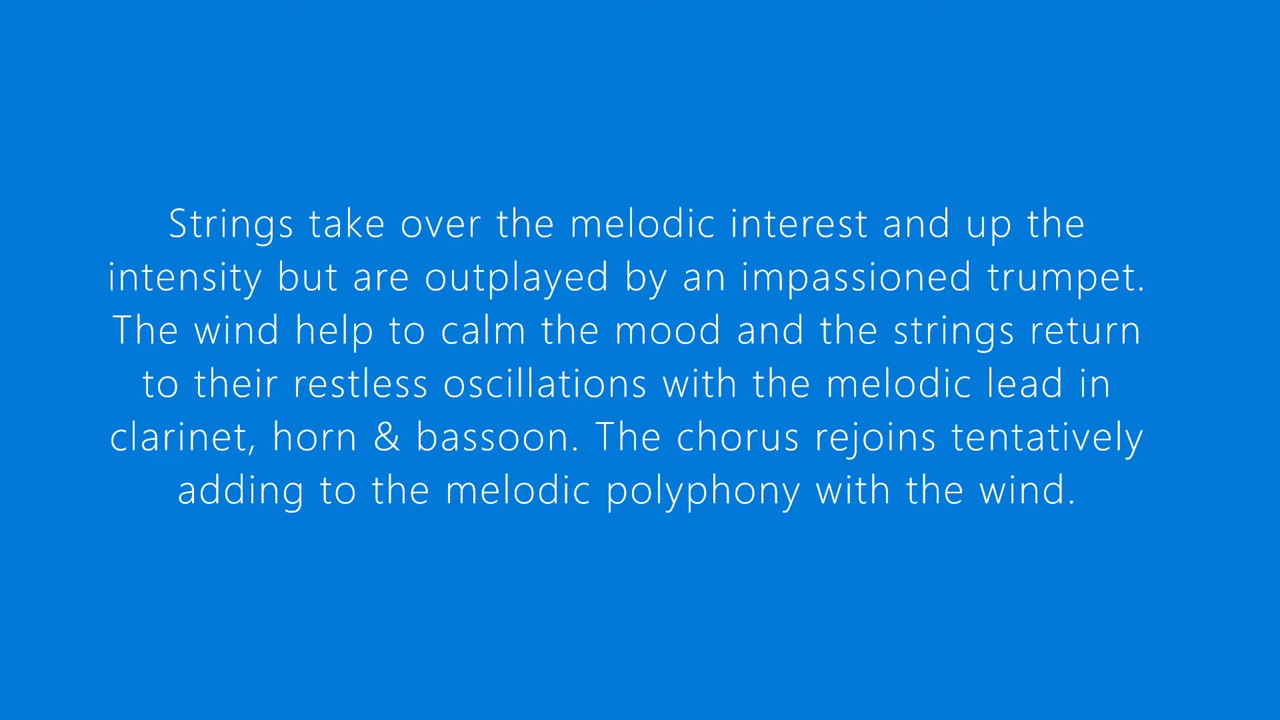 Strings take over the melodic interest and up the
intensity but are outplayed by an impassioned trumpet.
The wind help to calm the mood and the strings return
to their restless oscillations with the melodic lead in
clarinet, horn & bassoon. The chorus rejoins tentatively
adding to the melodic polyphony with the wind.